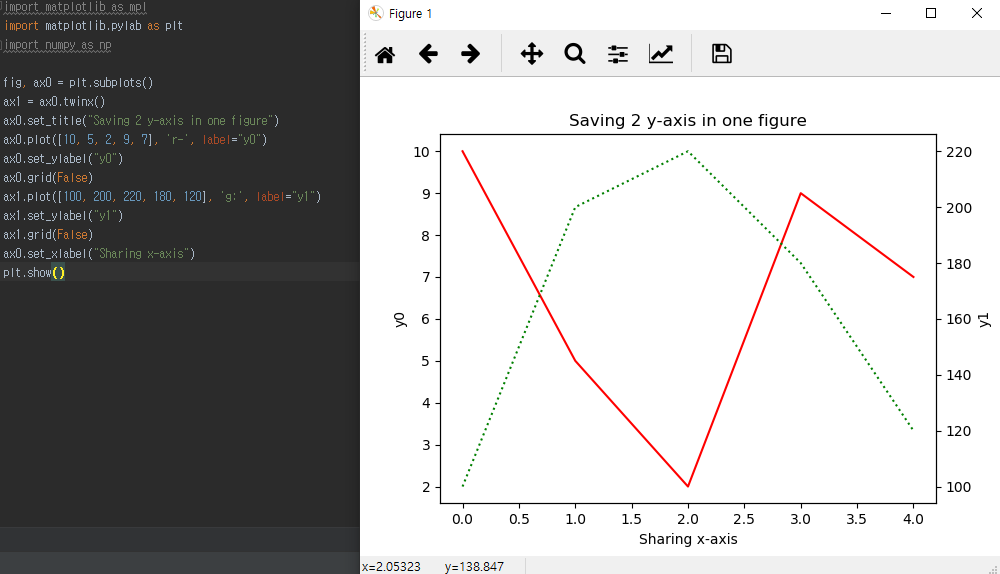 import matplotlib as mpl
import matplotlib.pylab as plt
import numpy as np
fig, ax0 = plt.subplots()
ax1 = ax0.twinx()
ax0.set_title("Saving 2 y-axis in one figure")
ax0.plot([10, 5, 2, 9, 7], 'r-', label="y0")
ax0.set_ylabel("y0")
ax0.grid(False)
ax1.plot([100, 200, 220, 180, 120], 'g:', label="y1")
ax1.set_ylabel("y1")
ax1.grid(False)
ax0.set_xlabel("Sharing x-axis")
plt.show()
Figure 1
Saving 2 y-axis in one figure
10
9
8
7
6
5
4
3
2
y0
220
200
180
160
140
120
100
y1
0.0 0.5 1.0 1.5 2.0 2.5 3.0 3.5 4.0
Sharing x-axis
x=2.05323 y=138.847